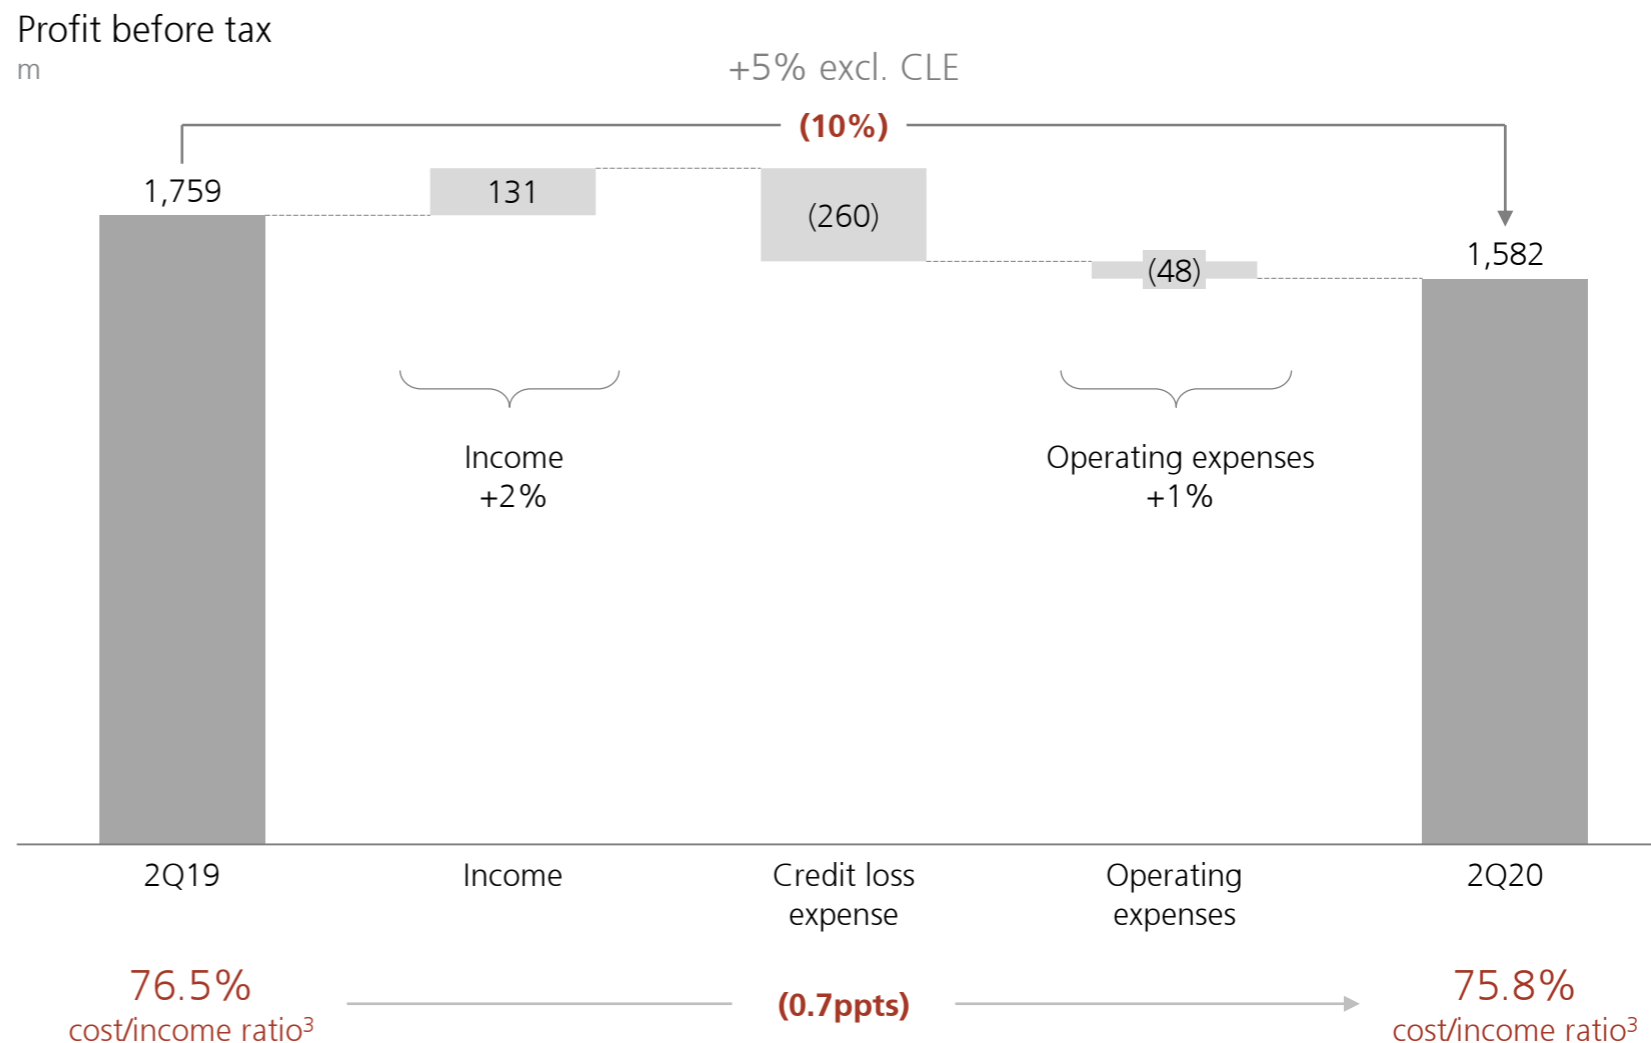 Profit before tax
m
+5% excl. CLE
(10%)
1,759
131
(260)
(48)
1,582
Income
+2%
Operating expenses
+1%
2Q19
Income
Credit loss
expense
Operating
expenses
2Q20
76.5%
cost/income ratio³
(0.7ppts)
75.8%
cost/income ratio³